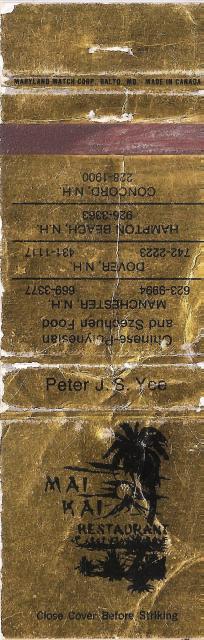 MARYLAND MATCH CORP. BALTO. MD. MADE IN CANADA
Chinese-Polynesian
and Szechuen Food
MANCHESTER, N.H.
623-9994 669-3377
DOVER, N.H.
742-2223 431-1117
HAMPTON BEACH, N.H.
926-3363
CONCORD, N.H.
228-1900
Peter J. S. Yee
MAI
KAI
RESTAURANT
Close Cover Before Striking